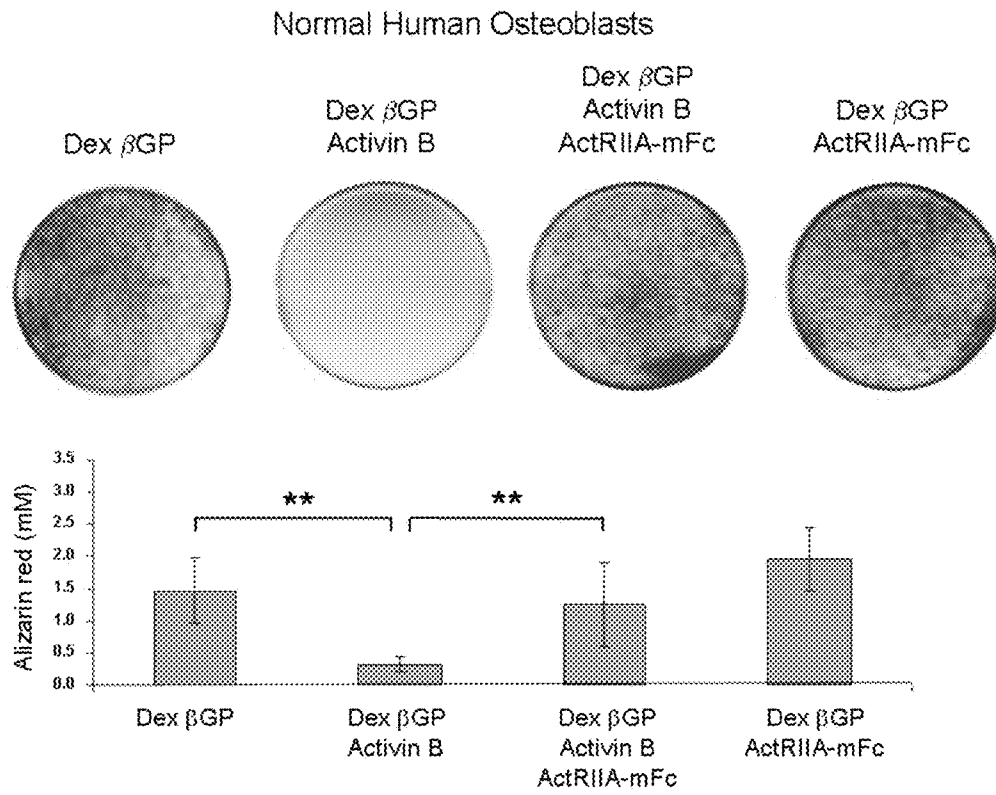 Normal Human Osteoblasts
Dex βGP
Dex βGP
Activin B
Dex βGP
Activin B
ActRIIA-mFc
Dex βGP
ActRIIA-mFc
Alizarin red (mM)
3.5
3.0
2.5
2.0
1.5
1.0
0.5
0.0
**
**
Dex βGP
Dex βGP
Activin B
Dex βGP
Activin B
ActRIIA-mFc
Dex βGP
ActRIIA-mFc